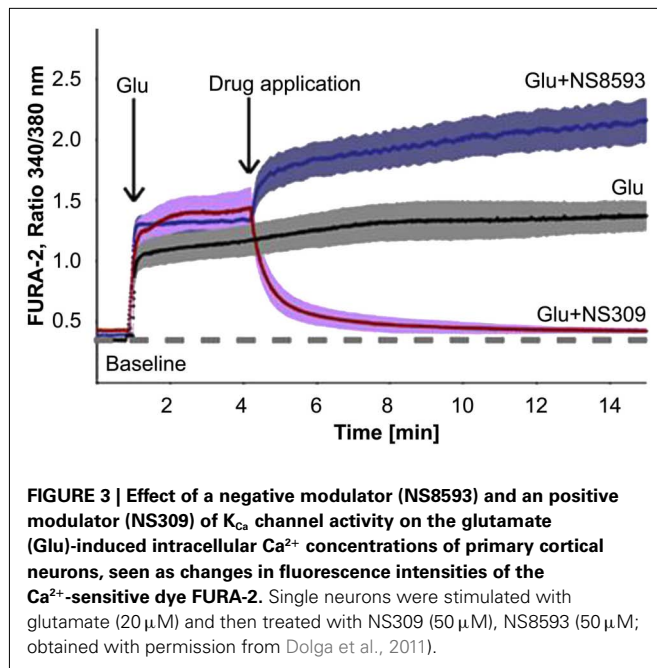 Glu
Drug application
Glu+NS8593
2.5
2.0
Glu
1.5
1.0
Glu+NS309
0.5
Baseline
FURA-2, Ratio 340/380 nm
2 4 6 8 10 12 14
Time [min]
FIGURE 3 | Effect of a negative modulator (NS8593) and an positive
modulator (NS309) of KCa channel activity on the glutamate
(Glu)-induced intracellular Ca2+ concentrations of primary cortical
neurons, seen as changes in fluorescence intensities of the
Ca2+-sensitive dye FURA-2. Single neurons were stimulated with
glutamate (20 μM) and then treated with NS309 (50 μM), NS8593 (50 μM;
obtained with permission from Dolga et al., 2011).